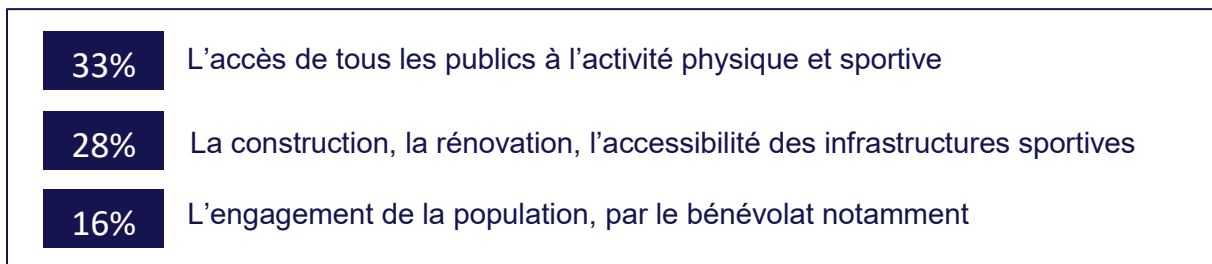 33% L’accès de tous les publics à l’activité physique et sportive
28% La construction, la rénovation, l’accessibilité des infrastructures sportives
16% L’engagement de la population, par le bénévolat notamment